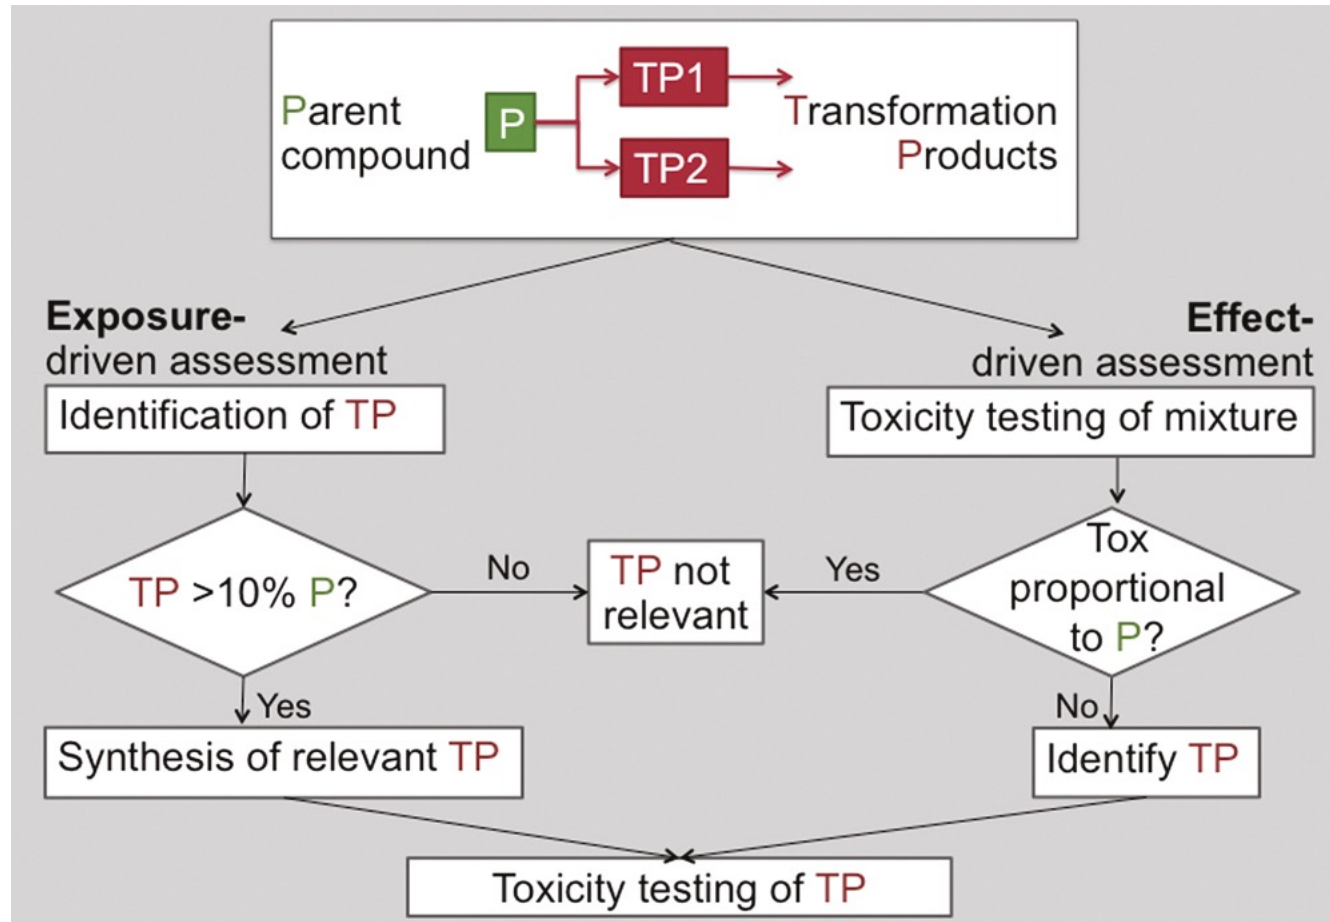 Parent
compound
P
TP1
TP2
Transformation
Products
Exposure-
driven assessment
Identification of TP
TP >10% P?
Yes
Synthesis of relevant TP
No
TP not
relevant
Yes
Effect-
driven assessment
Toxicity testing of mixture
Tox
proportional
to P?
No
Identify TP
Toxicity testing of TP